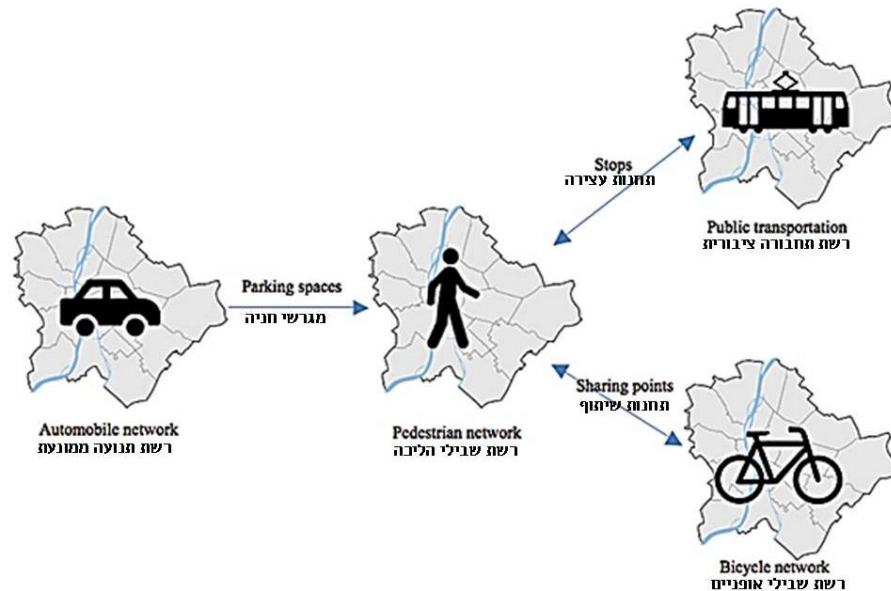 Stops
תחנות עצירה
Public transportation
רשת תחבורה ציבורית
Parking spaces
מגרשי חניה
Sharing points
תחנות שיתוף
Automobile network
רשת תנועה ממונעת
Pedestrian network
רשת שבילי הליכה
Bicycle network
רשת שבילי אופניים